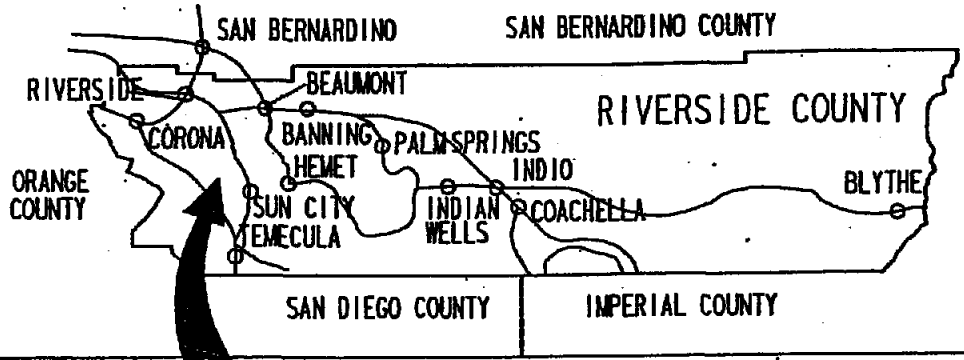 SAN BERNARDINO
SAN BERNARDINO COUNTY
RIVERSIDE
BEAUMONT
RIVERSIDE COUNTY
CORONA
BANNING
PALM SPRINGS
HEMET
INDIO
ORANGE
COUNTY
BLYTHE
SUN CITY
INDIAN
WELLS
COACHELLA
TEMECULA
SAN DIEGO COUNTY
IMPERIAL COUNTY